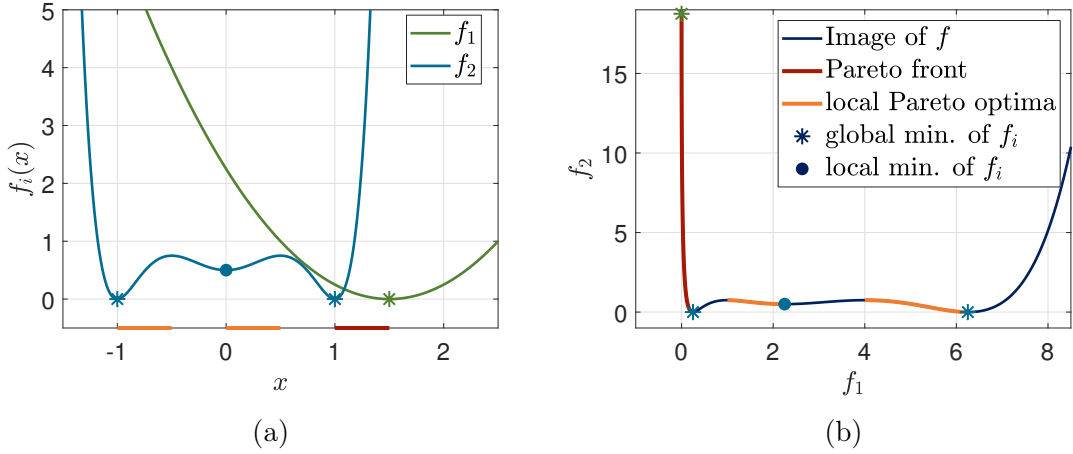 5
4
3
2
1
0
-1 0 1 2
x
f_i(x)
f_1
f_2
(a)
15
10
5
0
0 2 4 6 8
f_1
f_2
Image of f
Pareto front
local Pareto optima
global min. of f_i
local min. of f_i
(b)